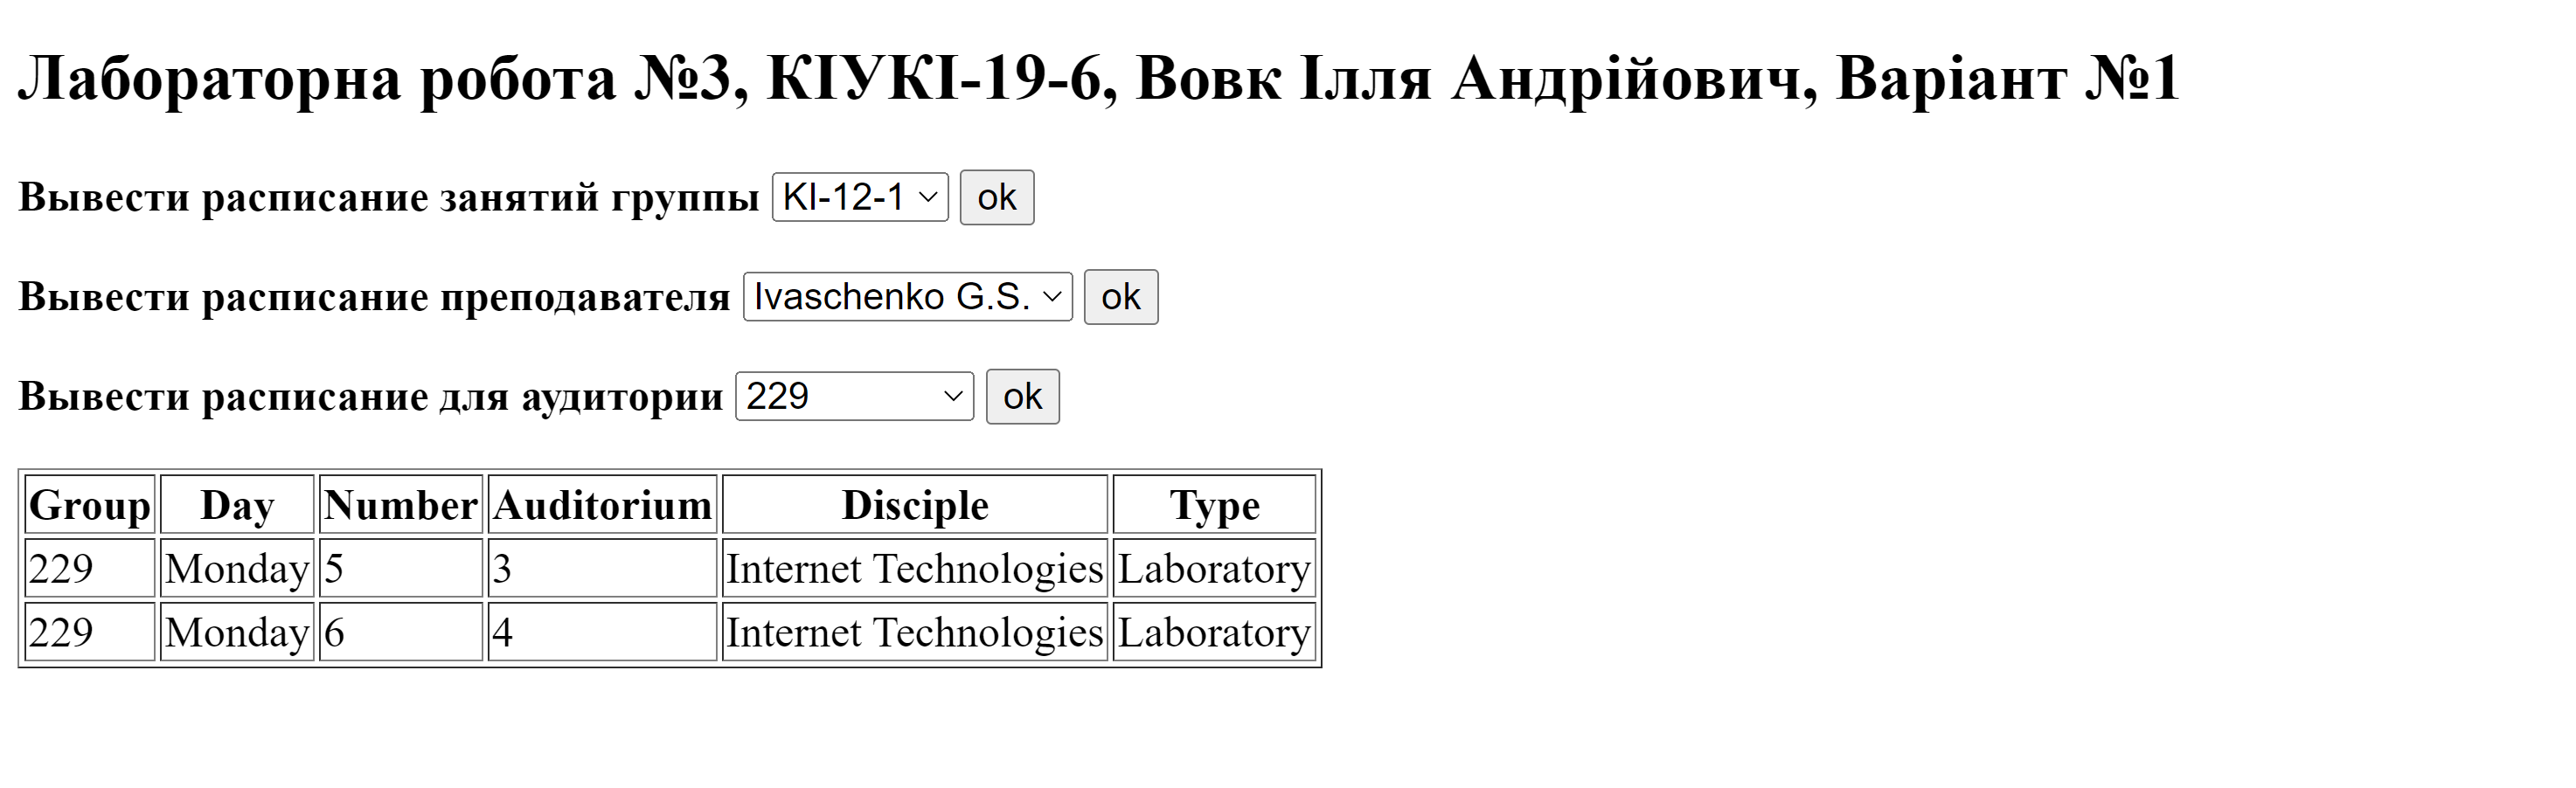 Лабораторна робота №3, КІУКІ-19-6, Вовк Ілля Андрійович, Варіант №1
Вывести расписание занятий группы KI-12-1 ok
Вывести расписание преподавателя Ivaschenko G.S. ok
Вывести расписание для аудитории 229 ok
Group Day Number Auditorium Disciple Type
229 Monday 5 3 Internet Technologies Laboratory
229 Monday 6 4 Internet Technologies Laboratory